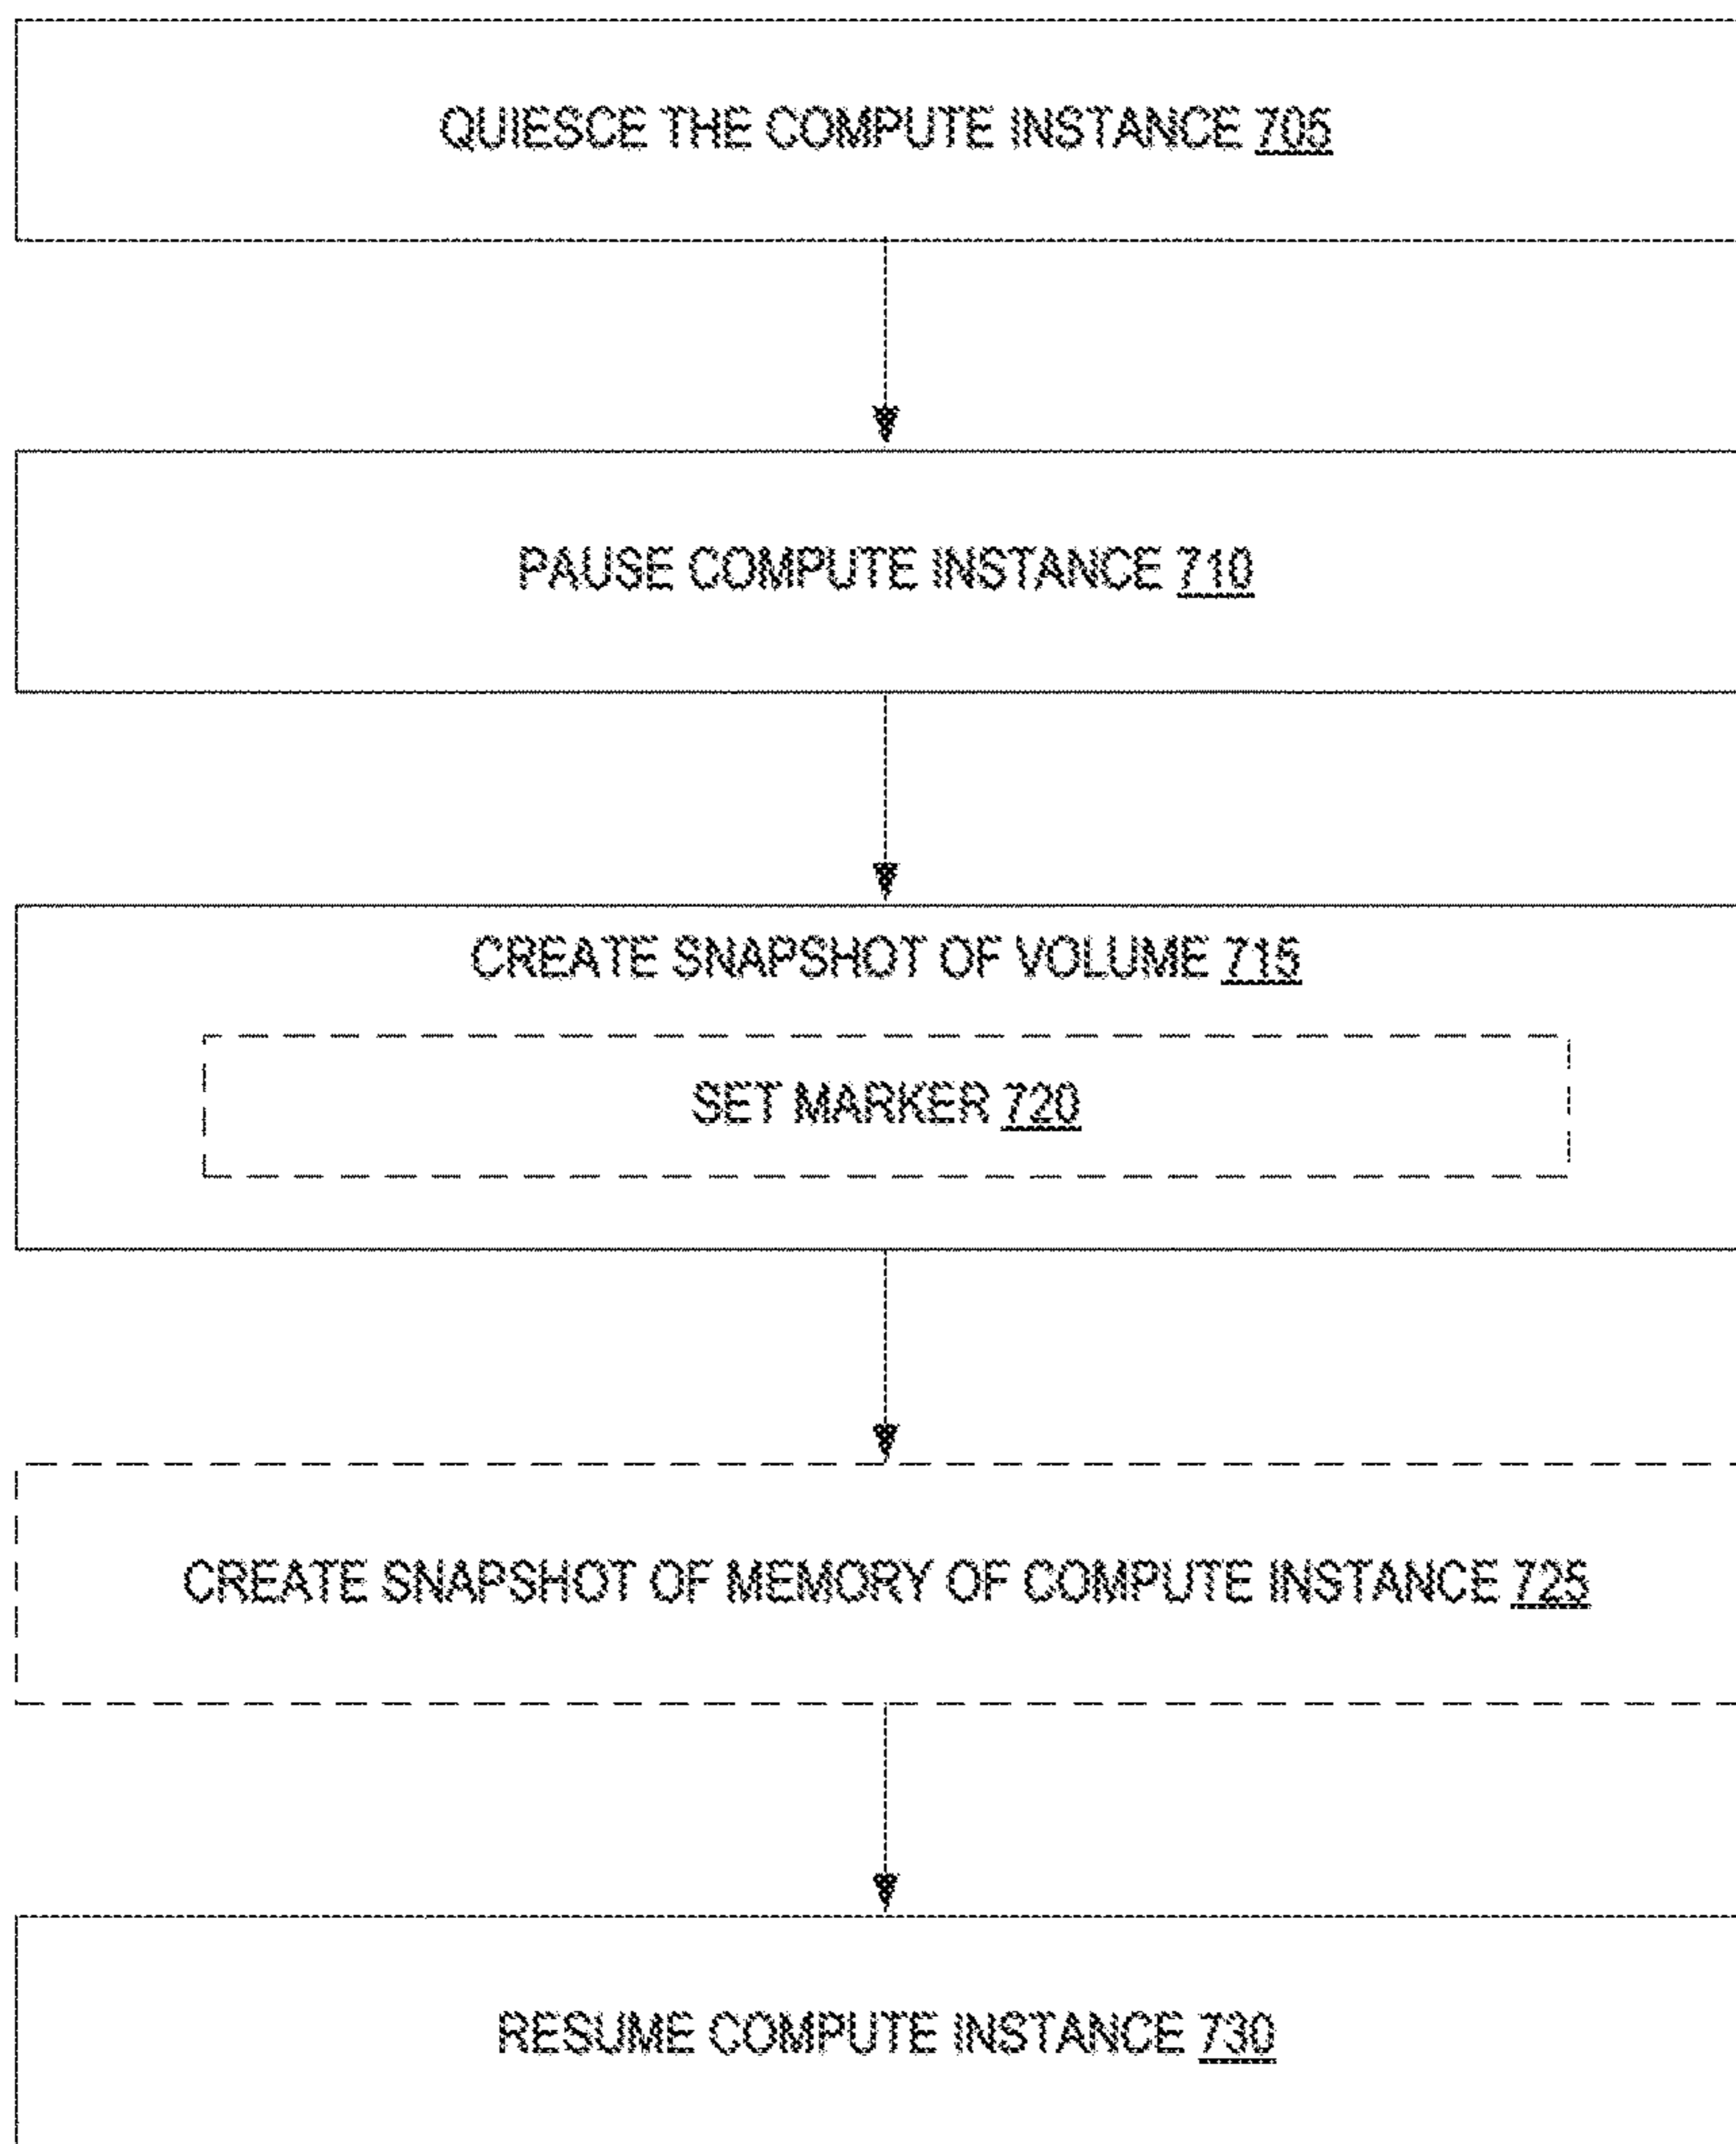 QUIESCE THE COMPUTE INSTANCE 705
PAUSE COMPUTE INSTANCE 710
CREATE SNAPSHOT OF VOLUME 715
SET MARKER 720
CREATE SNAPSHOT OF MEMORY OF COMPUTE INSTANCE 725
RESUME COMPUTE INSTANCE 730